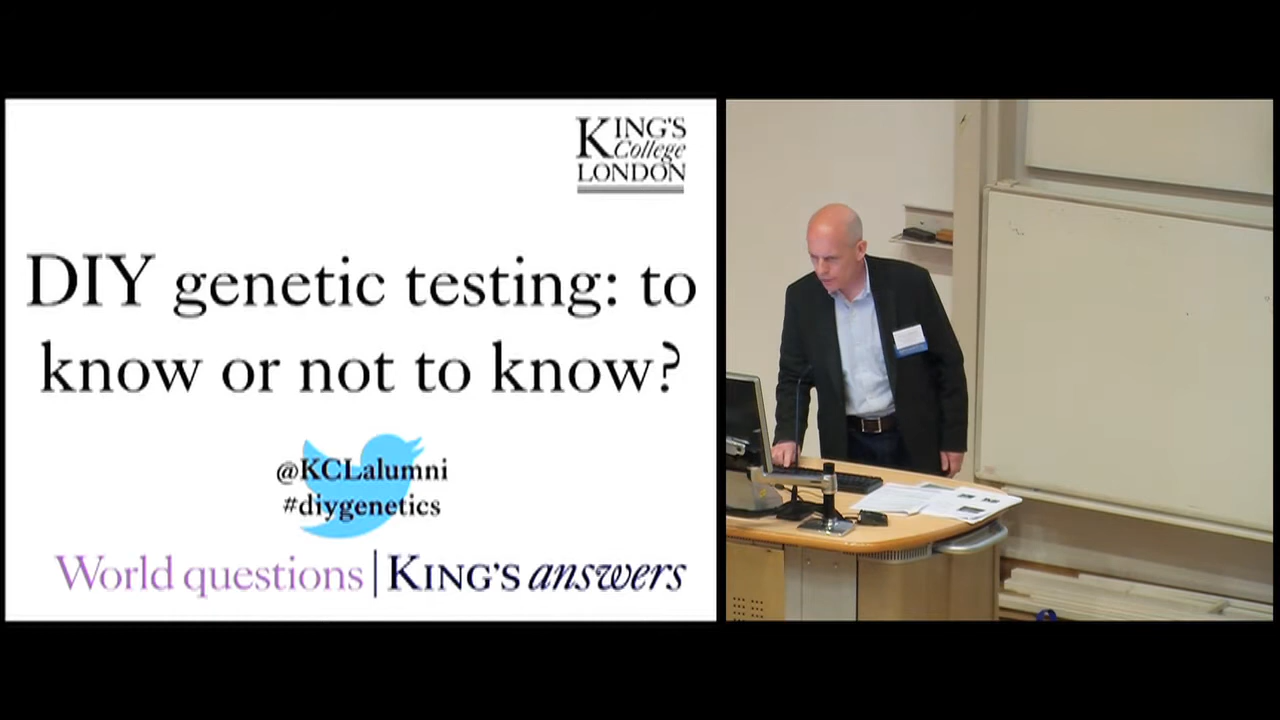 KING'S
College
LONDON
DIY genetic testing: to
know or not to know?
@KCLalumni
#diygenetics
World questions | KING'S answers